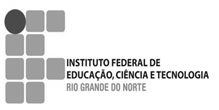 INSTITUTO FEDERAL DE
EDUCAÇÃO, CIÊNCIA E TECNOLOGIA
RIO GRANDE DO NORTE